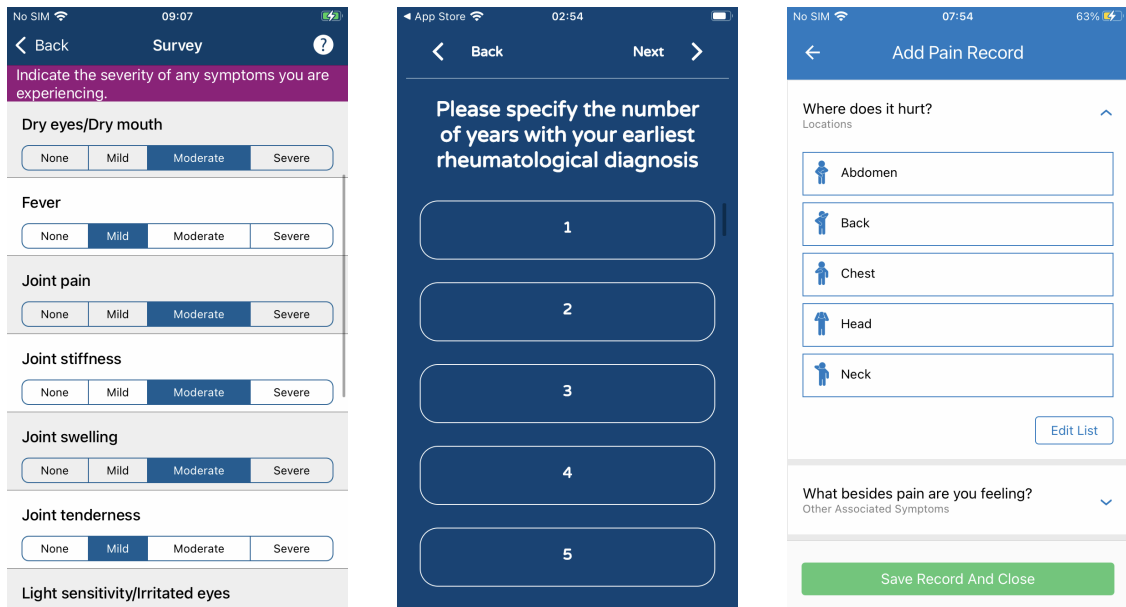 No SIM 09:07
Back Survey ?
Indicate the severity of any symptoms you are
experiencing.
Dry eyes/Dry mouth
None Mild Moderate Severe
Fever
None Mild Moderate Severe
Joint pain
None Mild Moderate Severe
Joint stiffness
None Mild Moderate Severe
Joint swelling
None Mild Moderate Severe
Joint tenderness
None Mild Moderate Severe
Light sensitivity/Irritated eyes
App Store 02:54
Back Next
Please specify the number
of years with your earliest
rheumatological diagnosis
1
2
3
4
5
No SIM 07:54 63%
Add Pain Record
Where does it hurt?
Locations
Abdomen
Back
Chest
Head
Neck
Edit List
What besides pain are you feeling?
Other Associated Symptoms
Save Record And Close